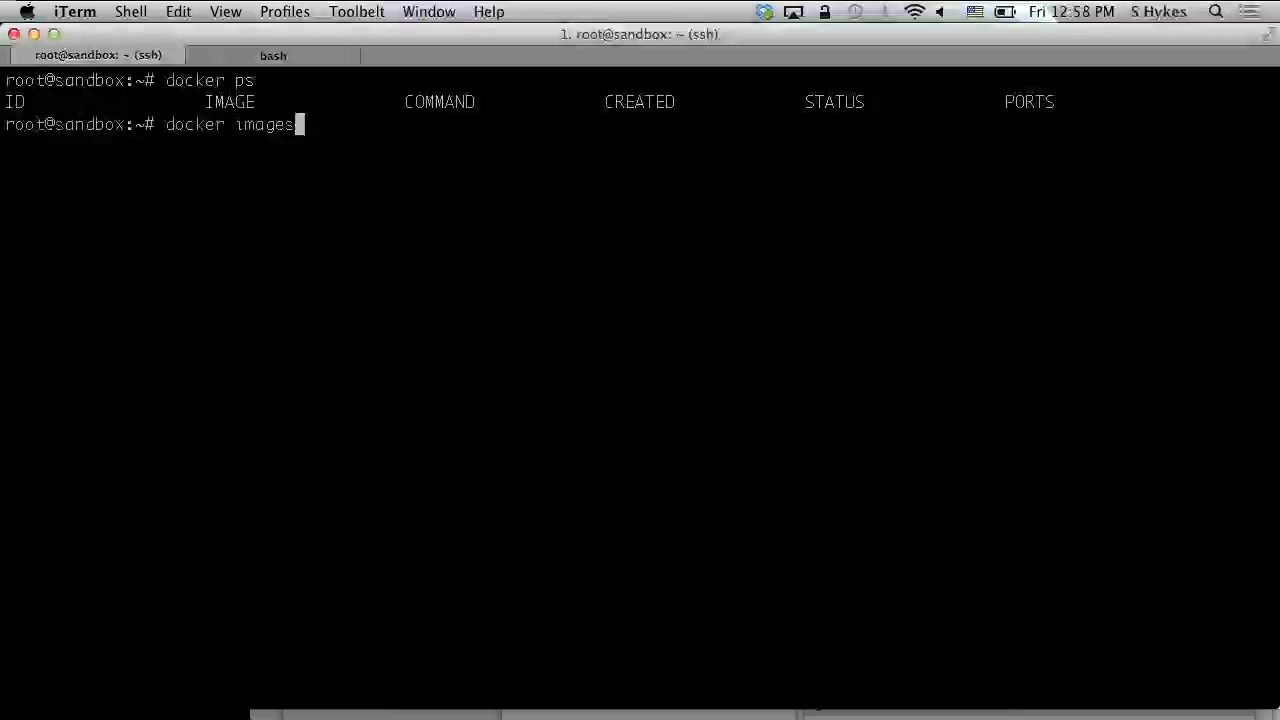 iTerm Shell Edit View Profiles Toolbelt Window Help Fri 12:58 PM S Hykes
1. root@sandbox: ~ (ssh)
root@sandbox: ~ (ssh) bash
root@sandbox:~# docker ps
ID IMAGE COMMAND CREATED STATUS PORTS
root@sandbox:~# docker images